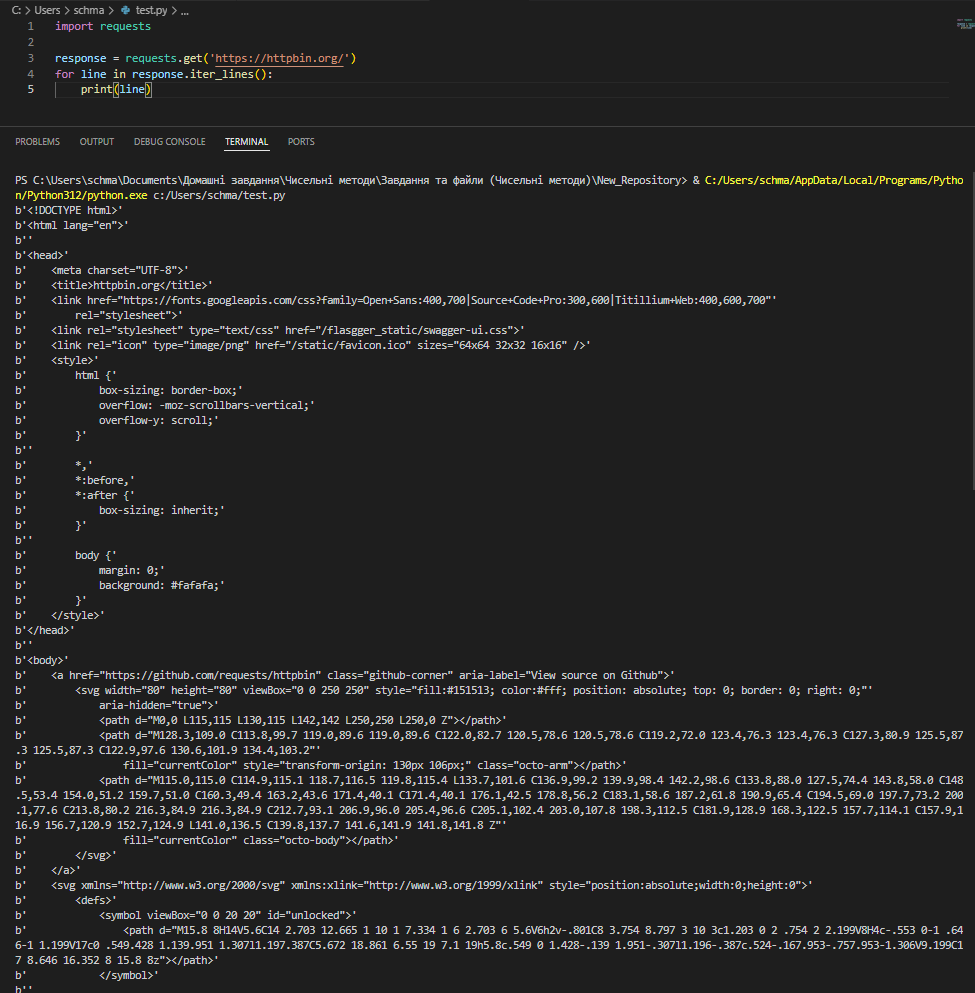 C: > Users > schma > test.py > ...
1 import requests
2
3 response = requests.get('https://httpbin.org/')
4 for line in response.iter_lines():
5     print(line)
PROBLEMS OUTPUT DEBUG CONSOLE TERMINAL PORTS
PS C:\Users\schma\Documents\Домашні завдання\Чисельні методи\Завдання та файли (Чисельні методи)\New_Repository> & C:/Users/schma/AppData/Local/Programs/Pytho
n/Python312/python.exe c:/Users/schma/test.py
b'<!DOCTYPE html>'
b'<html lang="en">'
b''
b'<head>'
b'    <meta charset="UTF-8">'
b'    <title>httpbin.org</title>'
b'    <link href="https://fonts.googleapis.com/css?family=Open+Sans:400,700|Source+Code+Pro:300,600|Titillium+Web:400,600,700"'
b'        rel="stylesheet">'
b'    <link rel="stylesheet" type="text/css" href="/flasgger_static/swagger-ui.css">'
b'    <link rel="icon" type="image/png" href="/static/favicon.ico" sizes="64x64 32x32 16x16" />'
b'    <style>'
b'        html {'
b'            box-sizing: border-box;'
b'            overflow: -moz-scrollbars-vertical;'
b'            overflow-y: scroll;'
b'        }'
b''
b'        *,'
b'        *:before,'
b'        *:after {'
b'            box-sizing: inherit;'
b'        }'
b''
b'        body {'
b'            margin: 0;'
b'            background: #fafafa;'
b'        }'
b'    </style>'
b'</head>'
b''
b'<body>'
b'    <a href="https://github.com/requests/httpbin" class="github-corner" aria-label="View source on Github">'
b'        <svg width="80" height="80" viewBox="0 0 250 250" style="fill:#151513; color:#fff; position: absolute; top: 0; border: 0; right: 0;"'
b'            aria-hidden="true">'
b'            <path d="M0,0 L115,115 L130,115 L142,142 L250,250 L250,0 Z"></path>'
b'            <path d="M128.3,109.0 C113.8,99.7 119.0,89.6 119.0,89.6 C122.0,82.7 120.5,78.6 120.5,78.6 C119.2,72.0 123.4,76.3 123.4,76.3 C127.3,80.9 125.5,87
.3 125.5,87.3 C122.9,97.6 130.6,101.9 134.4,103.2"'
b'                fill="currentColor" style="transform-origin: 130px 106px;" class="octo-arm"></path>'
b'            <path d="M115.0,115.0 C114.9,115.1 118.7,116.5 119.8,115.4 L133.7,101.6 C136.9,99.2 139.9,98.4 142.2,98.6 C133.8,88.0 127.5,74.4 143.8,58.0 C148
.5,53.4 154.0,51.2 159.7,51.0 C160.3,49.4 163.2,43.6 171.4,40.1 C171.4,40.1 176.1,42.5 178.8,56.2 C183.1,58.6 187.2,61.8 190.9,65.4 C194.5,69.0 197.7,73.2 200
.1,77.6 C213.8,80.2 216.3,84.9 216.3,84.9 C212.7,93.1 206.9,96.0 205.4,96.6 C205.1,102.4 203.0,107.8 198.3,112.5 C181.9,128.9 168.3,122.5 157.7,114.1 C157.9,1
16.9 156.7,120.9 152.7,124.9 L141.0,136.5 C139.8,137.7 141.6,141.9 141.8,141.8 Z"'
b'                fill="currentColor" class="octo-body"></path>'
b'        </svg>'
b'    </a>'
b'    <svg xmlns="http://www.w3.org/2000/svg" xmlns:xlink="http://www.w3.org/1999/xlink" style="position:absolute;width:0;height:0">'
b'        <defs>'
b'            <symbol viewBox="0 0 20 20" id="unlocked">'
b'                <path d="M15.8 8H14V5.6C14 2.703 12.665 1 10 1 7.334 1 6 2.703 6 5.6V6h2v-.801C8 3.754 8.797 3 10 3c1.203 0 2 .754 2 2.199V8H4c-.553 0-1 .64
6-1 1.199V17c0 .549.428 1.139.951 1.30711.197.387C5.672 18.861 6.55 19 7.1 19h5.8c.549 0 1.428-.139 1.951-.30711.196-.387c.524-.167.953-.757.953-1.306V9.199C1
7 8.646 16.352 8 15.8 8z"></path>'
b'            </symbol>'
b''